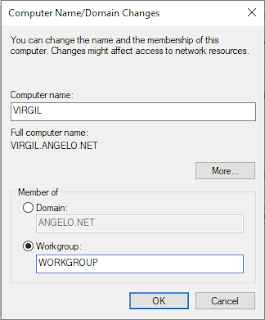 Computer Name/Domain Changes
You can change the name and the membership of this
computer. Changes might affect access to network resources.
Computer name:
VIRGIL
Full computer name:
VIRGIL.ANGELO.NET
More...
Member of
Domain:
ANGELO.NET
Workgroup:
WORKGROUP
OK
Cancel